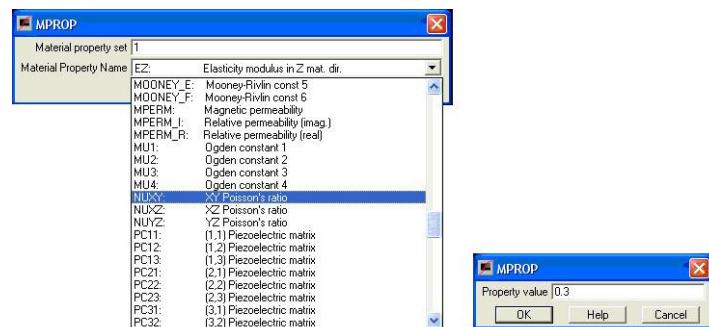 MPROP
Material property set 1
Material Property Name EZ: Elasticity modulus in Z mat. dir.
MOONEY_E: Mooney-Rivlin const 5
MOONEY_F: Mooney-Rivlin const 6
MPERM: Magnetic permeability
MPERM_I: Relative permeability (imag.)
MPERM_R: Relative permeability (real)
MU1: Ogden constant 1
MU2: Ogden constant 2
MU3: Ogden constant 3
MU4: Ogden constant 4
NUXY: XY Poisson's ratio
NUXZ: XZ Poisson's ratio
NUYZ: YZ Poisson's ratio
PC11: (1,1) Piezoelectric matrix
PC12: (1,2) Piezoelectric matrix
PC13: (1,3) Piezoelectric matrix
PC21: (2,1) Piezoelectric matrix
PC22: (2,2) Piezoelectric matrix
PC23: (2,3) Piezoelectric matrix
PC31: (3,1) Piezoelectric matrix
PC32: (3,2) Piezoelectric matrix
MPROP
Property value 0.3
OK Help Cancel